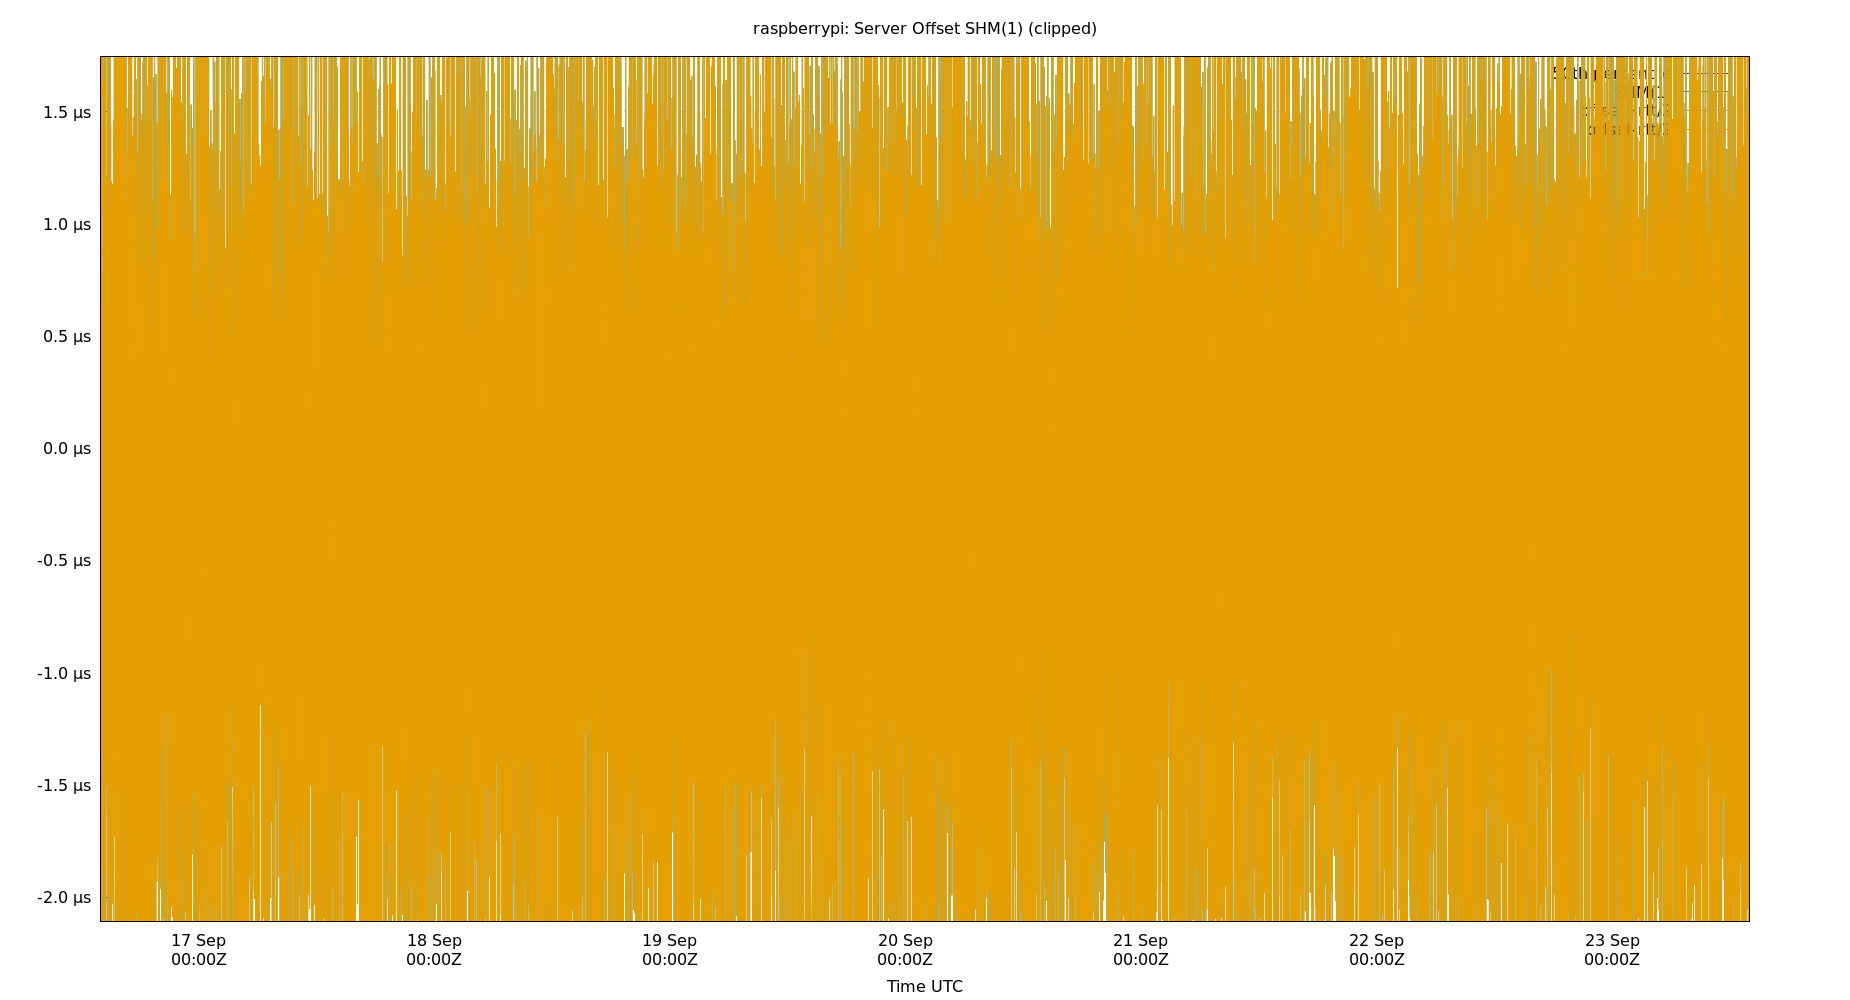 raspberrypi: Server Offset SHM(1) (clipped)
1.5 µs
1.0 µs
0.5 µs
0.0 µs
-0.5 µs
-1.0 µs
-1.5 µs
-2.0 µs
17 Sep 18 Sep 19 Sep 20 Sep 21 Sep 22 Sep 23 Sep
00:00Z 00:00Z 00:00Z 00:00Z 00:00Z 00:00Z 00:00Z
Time UTC